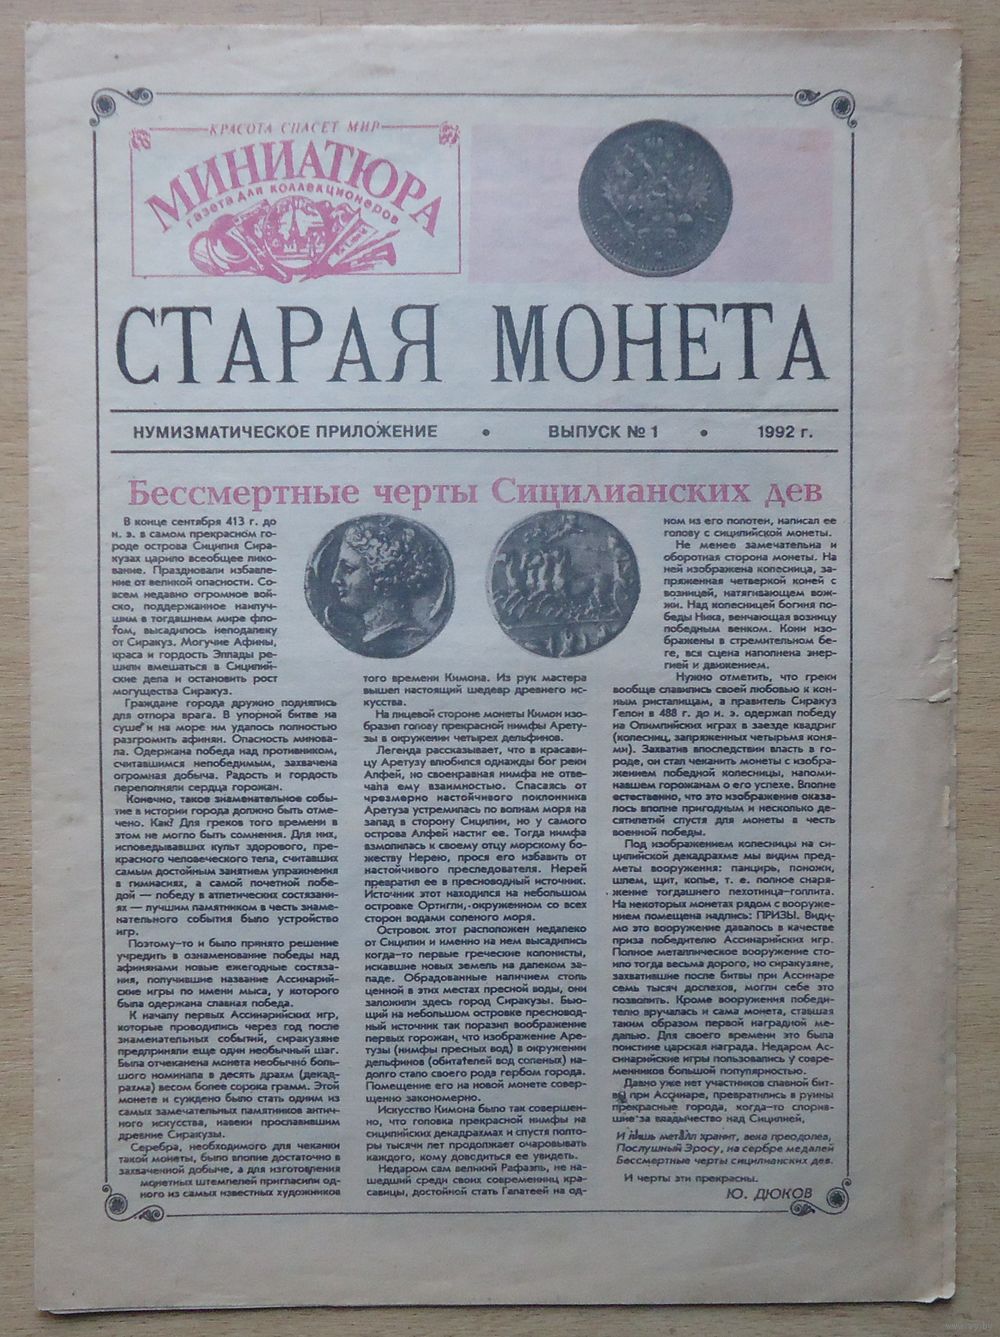 КРАСОТА СПАСЕТ МИР
МИНИАТЮРА
газета для коллекционеров
СТАРАЯ МОНЕТА
НУМИЗМАТИЧЕСКОЕ ПРИЛОЖЕНИЕ • ВЫПУСК № 1 • 1992 г.
Бессмертные черты Сицилианских дев
В конце сентября 413 г. до
н. э. в самом прекрасном го-
роде острова Сицилия Сира-
кузах царило всеобщее лико-
вание. Праздновали избавле-
ние от великой опасности. Со-
всем недавно огромное вой-
ско, поддержанное наилуч-
шим в тогдашнем мире фло-
том, высадилось неподалеку
от Сиракуз. Могучие Афины,
краса и гордость Эллады ре-
шили вмешаться в Сицилий-
ские дела и остановить рост
могущества Сиракуз.
Граждане города дружно поднялись
для отпора врага. В упорной битве на
суше и на море им удалось полностью
разгромить афинян. Опасность минова-
ла. Одержана победа над противником,
считавшимся непобедимым, захвачена
огромная добыча. Радость и гордость
переполняли сердца горожан.
Конечно, такое знаменательное собы-
тие в истории города должно быть отме-
чено. Как? Для греков того времени в
этом не могло быть сомнения. Для них,
исповедывавших культ здорового, пре-
красного человеческого тела, считавших
самым достойным занятием упражнения
в гимнасиях, а самой почетной побе-
дой — победу в атлетических состязани-
ях — лучшим памятником в честь знаме-
нательного события было устройство
игр.
Поэтому-то и было принято решение
учредить в ознаменование победы над
афинянами новые ежегодные состяза-
ния, получившие название Ассинарий-
ские игры по имени мыса, у которого
была одержана славная победа.
К началу первых Ассинарийских игр,
которые проводились через год после
знаменательных событий, сиракузяне
предприняли еще один необычный шаг.
Была отчеканена монета необычно боль-
шого номинала в десять драхм (декад-
рахма) весом более сорока грамм. Этой
монете и суждено было стать одним из
самых замечательных памятников антич-
ного искусства, навеки прославившим
древние Сиракузы.
Серебра, необходимого для чеканки
такой монеты, было вполне достаточно в
захваченной добыче, а для изготовления
монетных штемпелей пригласили од-
ного из самых известных художников
того времени Кимона. Из рук мастера
вышел настоящий шедевр древнего ис-
кусства.
На лицевой стороне монеты Кимон изо-
бразил голову прекрасной нимфы Арету-
зы в окружении четырех дельфинов.
Легенда рассказывает, что в красави-
цу Аретузу влюбился однажды бог реки
Алфей, но своенравная нимфа не отве-
чала ему взаимностью. Спасаясь от
чрезмерно настойчивого поклонника
Аретуза устремилась по волнам моря на
запад в сторону Сицилии, но у самого
острова Алфей настиг ее. Тогда нимфа
взмолилась к своему отцу морскому бо-
жеству Нерею, прося его избавить от
настойчивого преследователя. Нерей
превратил ее в пресноводный источник.
Источник этот находился на небольшом
островке Ортигли, окруженном со всех
сторон водами соленого моря.
Островок этот расположен недалеко
от Сицилии и именно на нем высадились
когда-то первые греческие колонисты,
искавшие новых земель на далеком за-
паде. Обрадованные наличием столь
ценной в этих местах пресной воды, они
заложили здесь город Сиракузы. Бью-
щий на небольшом островке пресновод-
ный источник так поразил воображение
первых горожан, что изображение Аре-
тузы (нимфы пресных вод) в окружении
дельфинов (обитателей вод соленых) на-
долго стало своего рода гербом города.
Помещение его на новой монете совер-
щенно закономерно.
Искусство Кимона было так совершен-
но, что головка прекрасной нимфы на
сицилийских декадрахмах и спустя полто-
ры тысячи лет продолжает очаровывать
каждого, кому доводиться ее увидеть.
Недаром сам великий Рафаэль, не на-
шедший среди своих современниц кра-
савицы, достойной стать Галатеей на од-
ном из его полотен, написал ее
голову с сицилийской монеты.
Не менее замечательна и
оборотная сторона монеты. На
ней изображена колесница, за-
пряженная четверкой коней с
возницей, натягивающем вож-
жи. Над колесницей богиня по-
беды Ника, венчающая возницу
победным венком. Кони изо-
бражены в стремительном бе-
ге, вся сцена наполнена энер-
гией и движением.
Нужно отметить, что греки
вообще славились своей любовью к кон-
ным ристалищам, а правитель Сиракуз
Гелон в 488 г. до н. э. одержал победу
на Олимпийских играх в заезде квадриг
(колесниц, запряженных четырьмя коня-
ми). Захватив впоследствии власть в го-
роде, он стал чеканить монеты с изобра-
жением победной колесницы, напоми-
навшем горожанам о его успехе. Вполне
естественно, что это изображение оказа-
лось вполне пригодным и несколько де-
сятилетий спустя для монеты в честь
военной победы.
Под изображением колесницы на си-
цилийской декадрахме мы видим пред-
меты вооружения: панцирь, поножи,
шлем, щит, копье, т. е. полное снаря-
жение тогдашнего пехотинца-гоплита.
На некоторых монетах рядом с вооруже-
нием помещена надпись: ПРИЗЫ. Види-
мо это вооружение давалось в качестве
приза победителю Ассинарийских игр.
Полное металлическое вооружение сто-
ило тогда весьма дорого, но сиракузяне,
захватившие после битвы при Ассинаре
семь тысяч доспехов, могли себе это
позволить. Кроме вооружения победи-
телю вручалась и сама монета, ставшая
таким образом первой наградной ме-
далью. Для своего времени это была
поистине царская награда. Недаром Ас-
синарийские игры пользовались у совре-
менников большой популярностью.
Давно уже нет участников славной бит-
вы при Ассинаре, превратились в руины
прекрасные города, когда-то спорив-
шие за владычество над Сицилией,
И лишь металл хранит, века преодолев,
Послушный Эросу, на серебре медалей
Бессмертные черты сицилианских дев.
И черты эти прекрасны.
Ю. ДЮКОВ